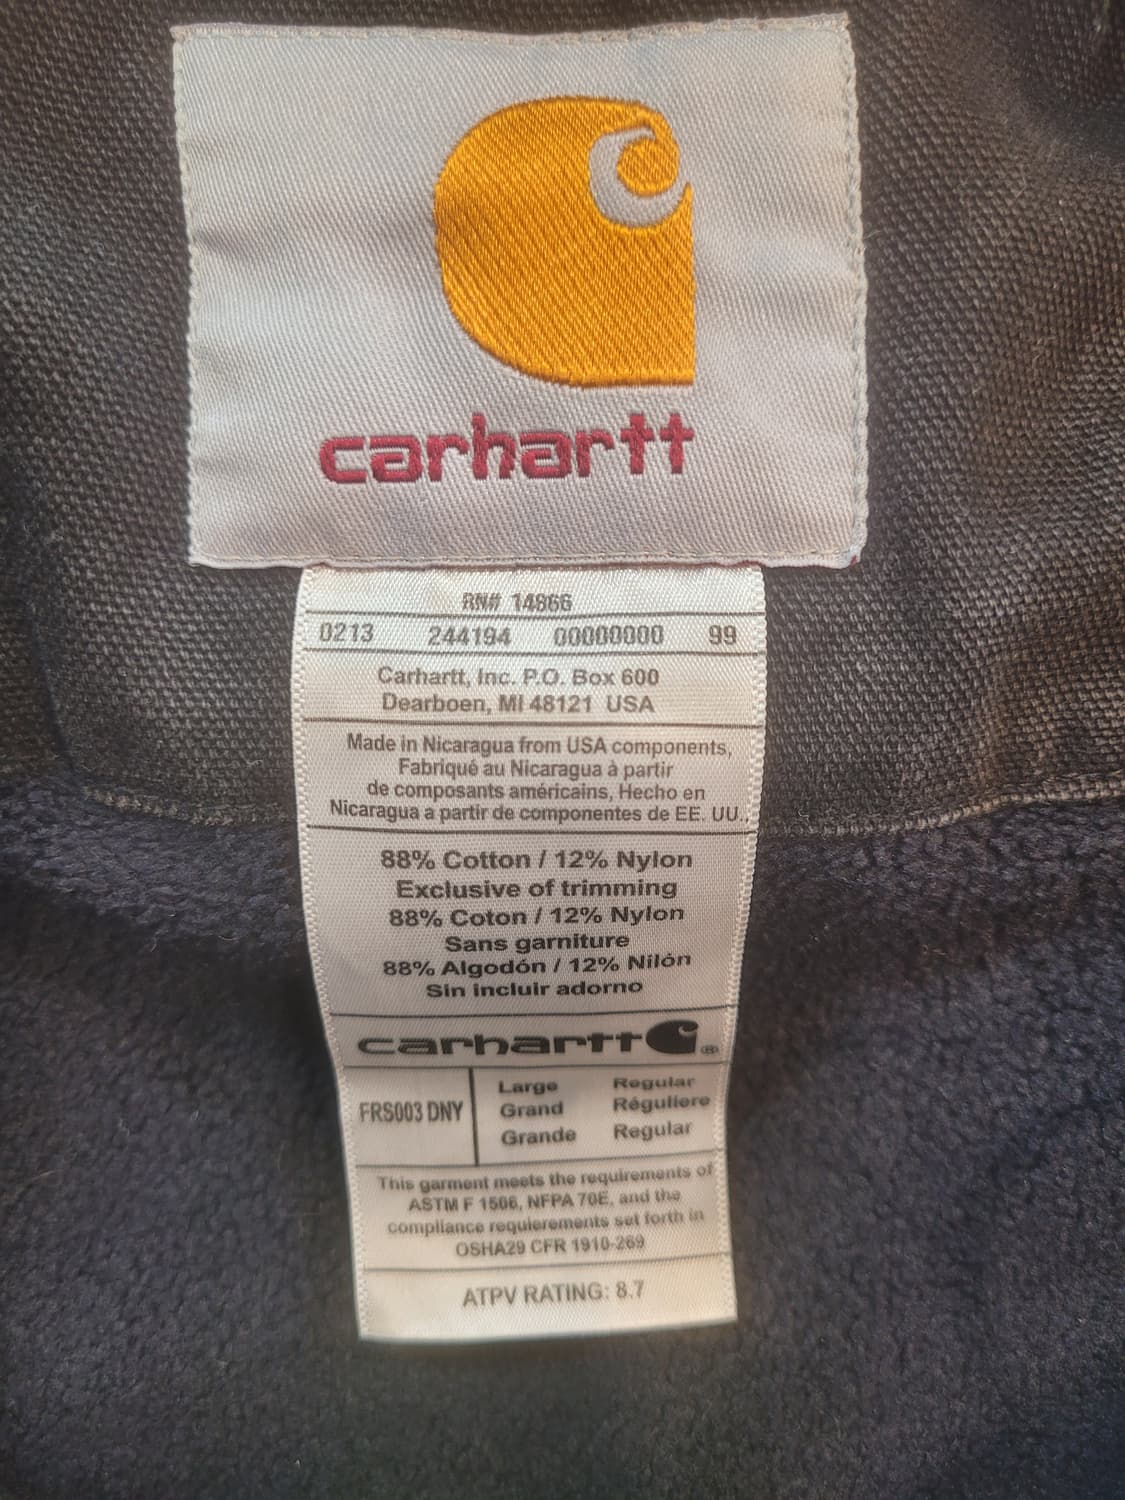 carhartt
RN# 14866
0213 244194 00000000 99
Carhartt, Inc. P.O. Box 600
Dearboen, MI 48121 USA
Made in Nicaragua from USA components,
Fabriqué au Nicaragua à partir
de composants américains, Hecho en
Nicaragua a partir de componentes de EE. UU.,
88% Cotton / 12% Nylon
Exclusive of trimming
88% Coton / 12% Nylon
Sans garniture
88% Algodón / 12% Nilón
Sin incluir adorno
carhartt ®
FRS003 DNY
Large Regular
Grand Réguliere
Grande Regular
This garment meets the requirements of
ASTM F 1506, NFPA 70E, and the
compliance requierements set forth in
OSHA29 CFR 1910-269
ATPV RATING: 8.7